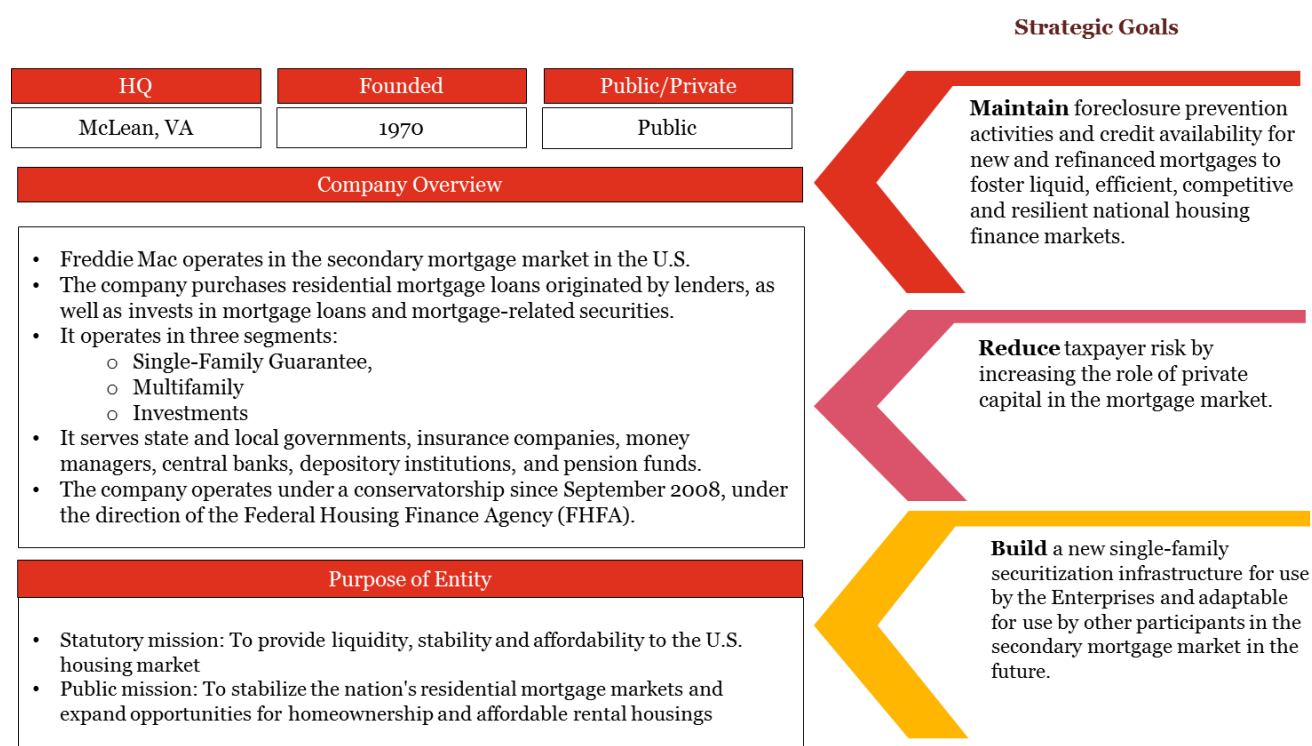 Strategic Goals
HQ
Founded
Public/Private
McLean, VA
1970
Public
Company Overview
• Freddie Mac operates in the secondary mortgage market in the U.S.
• The company purchases residential mortgage loans originated by lenders, as
well as invests in mortgage loans and mortgage-related securities.
• It operates in three segments:
o Single-Family Guarantee,
o Multifamily
o Investments
• It serves state and local governments, insurance companies, money
managers, central banks, depository institutions, and pension funds.
• The company operates under a conservatorship since September 2008, under
the direction of the Federal Housing Finance Agency (FHFA).
Purpose of Entity
• Statutory mission: To provide liquidity, stability and affordability to the U.S.
housing market
• Public mission: To stabilize the nation's residential mortgage markets and
expand opportunities for homeownership and affordable rental housings
Maintain foreclosure prevention
activities and credit availability for
new and refinanced mortgages to
foster liquid, efficient, competitive
and resilient national housing
finance markets.
Reduce taxpayer risk by
increasing the role of private
capital in the mortgage market.
Build a new single-family
securitization infrastructure for use
by the Enterprises and adaptable
for use by other participants in the
secondary mortgage market in the
future.